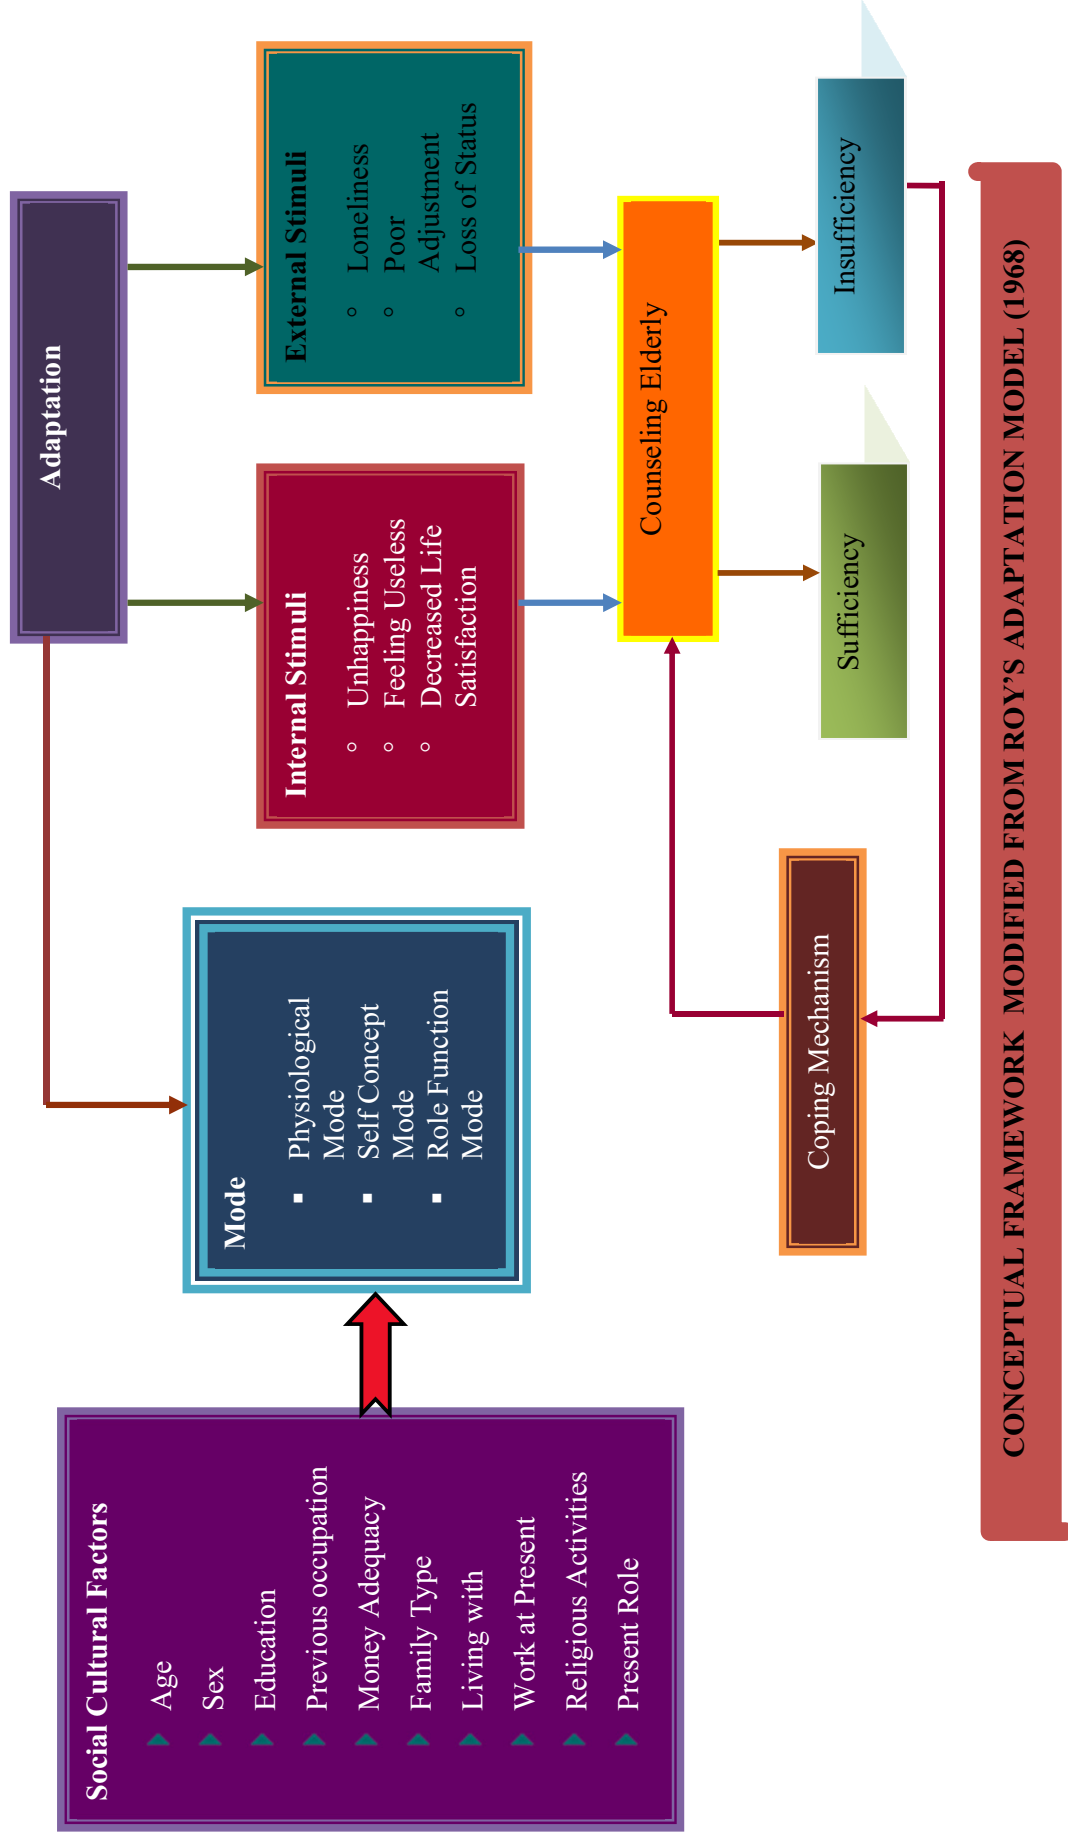 Social Cultural Factors
Age
Sex
Education
Previous occupation
Money Adequacy
Family Type
Living with
Work at Present
Religious Activities
Present Role
Mode
Physiological
Mode
Self Concept
Mode
Role Function
Mode
Adaptation
Internal Stimuli
Unhappiness
Feeling Useless
Decreased Life
Satisfaction
External Stimuli
Loneliness
Poor
Adjustment
Loss of Status
Counseling Elderly
Coping Mechanism
Sufficiency
Insufficiency
CONCEPTUAL FRAMEWORK MODIFIED FROM ROY’S ADAPTATION MODEL (1968)